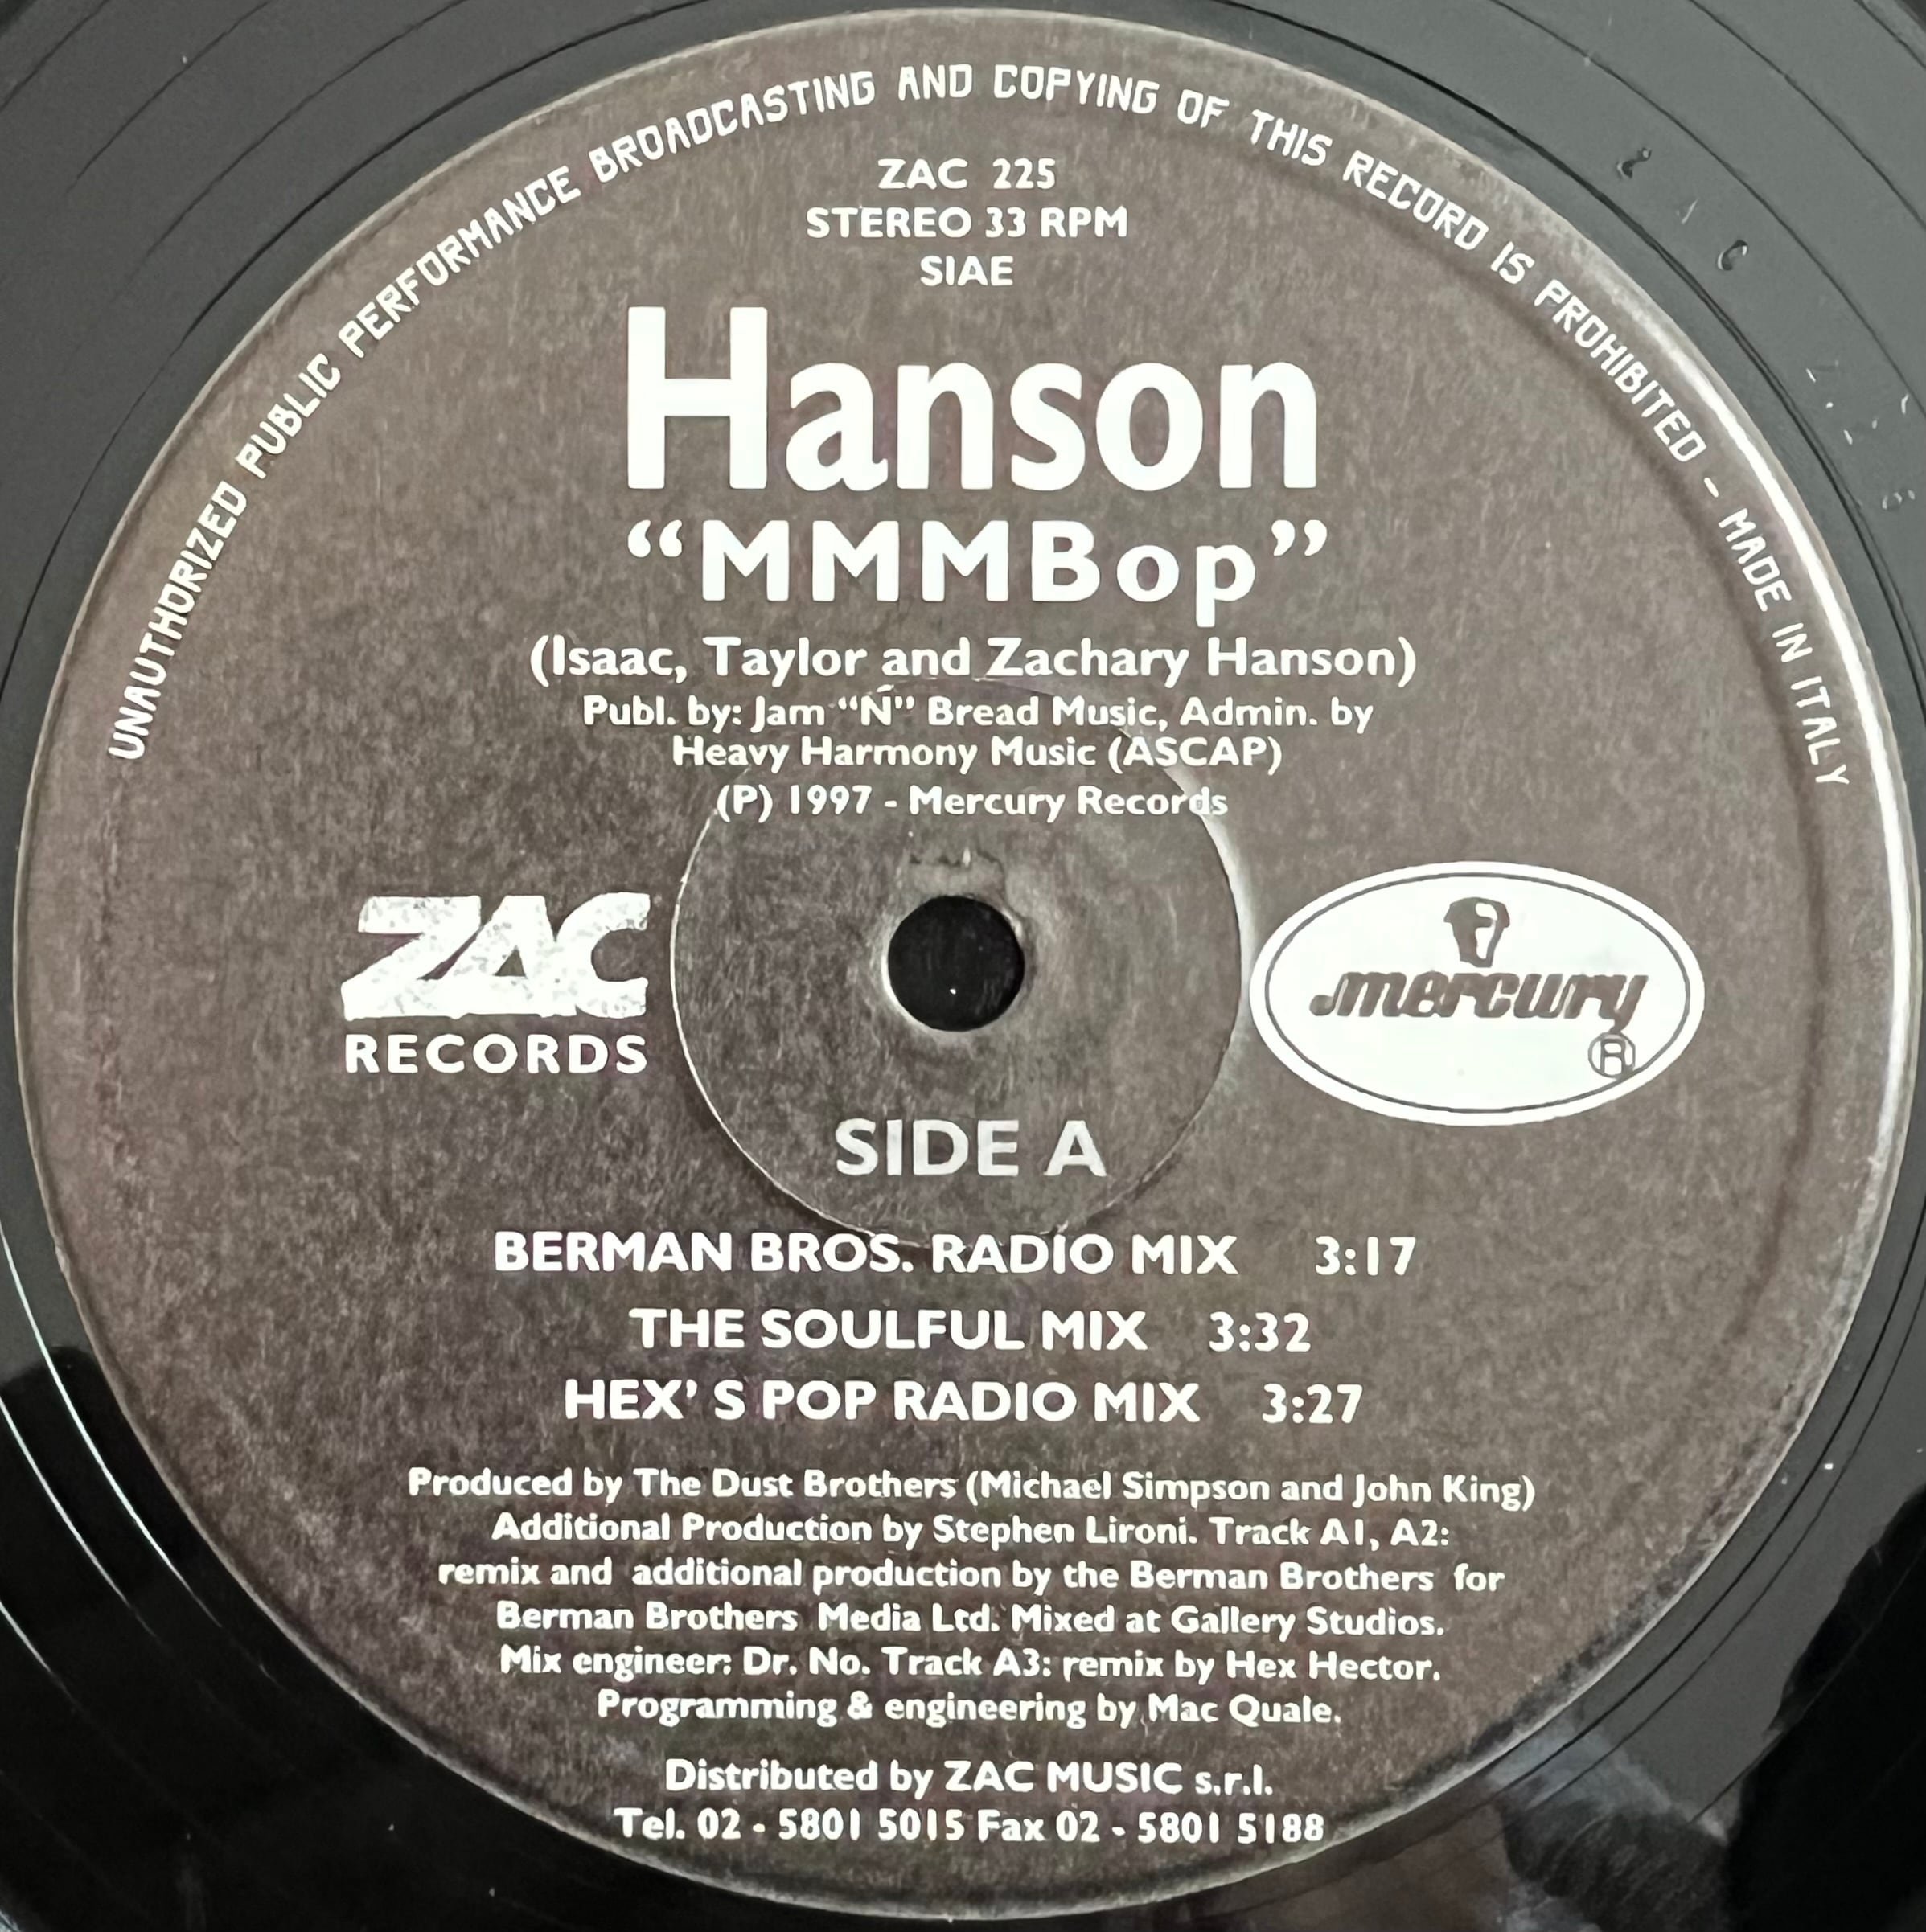 UNAUTHORIZED PUBLIC PERFORMANCE BROADCASTING AND COPYING OF THIS RECORD IS PROHIBITED - MADE IN ITALY
ZAC 225
STEREO 33 RPM
SIAE
Hanson
“MMMBop”
(Isaac, Taylor and Zachary Hanson)
Publ. by: Jam “N” Bread Music, Admin. by
Heavy Harmony Music (ASCAP)
(P) 1997 - Mercury Records
ZAC
RECORDS
mercury
®
SIDE A
BERMAN BROS. RADIO MIX 3:17
THE SOULFUL MIX 3:32
HEX' S POP RADIO MIX 3:27
Produced by The Dust Brothers (Michael Simpson and John King)
Additional Production by Stephen Lironi. Track A1, A2:
remix and additional production by the Berman Brothers for
Berman Brothers Media Ltd. Mixed at Gallery Studios.
Mix engineer: Dr. No. Track A3: remix by Hex Hector.
Programming & engineering by Mac Quale.
Distributed by ZAC MUSIC s.r.l.
Tel. 02 - 5801 5015 Fax 02 - 5801 5188